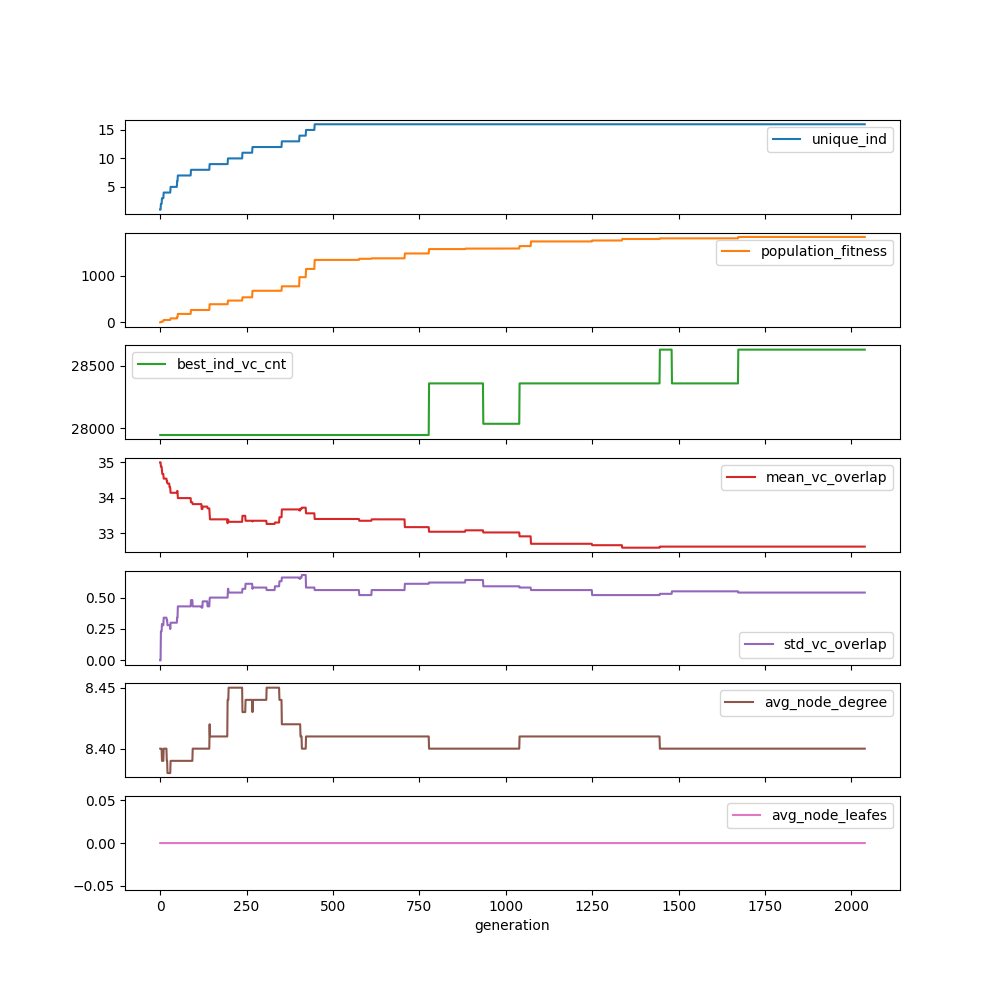 15
10
5
unique_ind
1000
0
population_fitness
28500
28000
best_ind_vc_cnt
35
34
33
mean_vc_overlap
0.50
0.25
0.00
std_vc_overlap
8.45
8.40
avg_node_degree
0.05
0.00
−0.05
avg_node_leafes
0 250 500 750 1000 1250 1500 1750 2000
generation